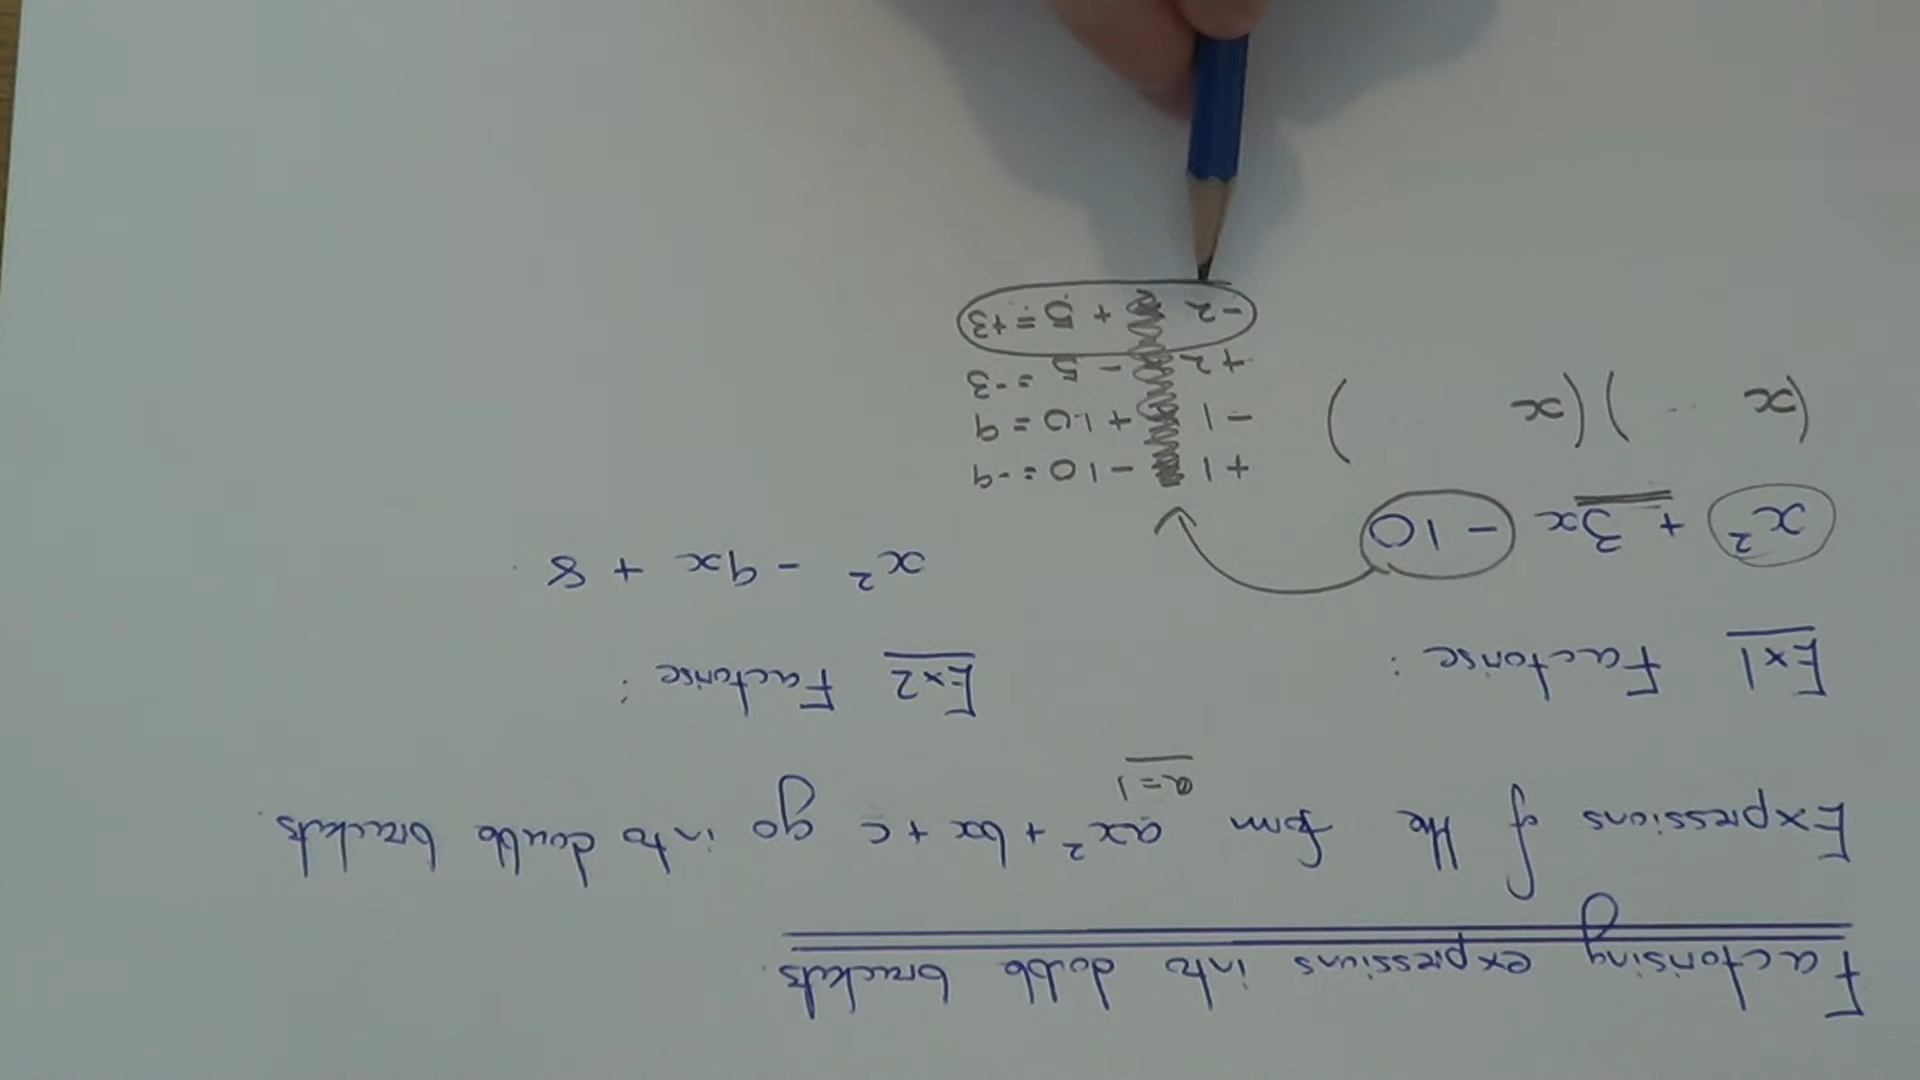 Factorising expressions into double brackets.
Expressions of the form ax² + bx + c go into double brackets.
a=1
Ex1 Factorise :
x² + 3x - 10
(x )(x )
+1 -10 = -9
-1 +10 = 9
+2 - 5 = -3
-2 + 5 = +3
Ex2 Factorise :
x² - 9x + 8